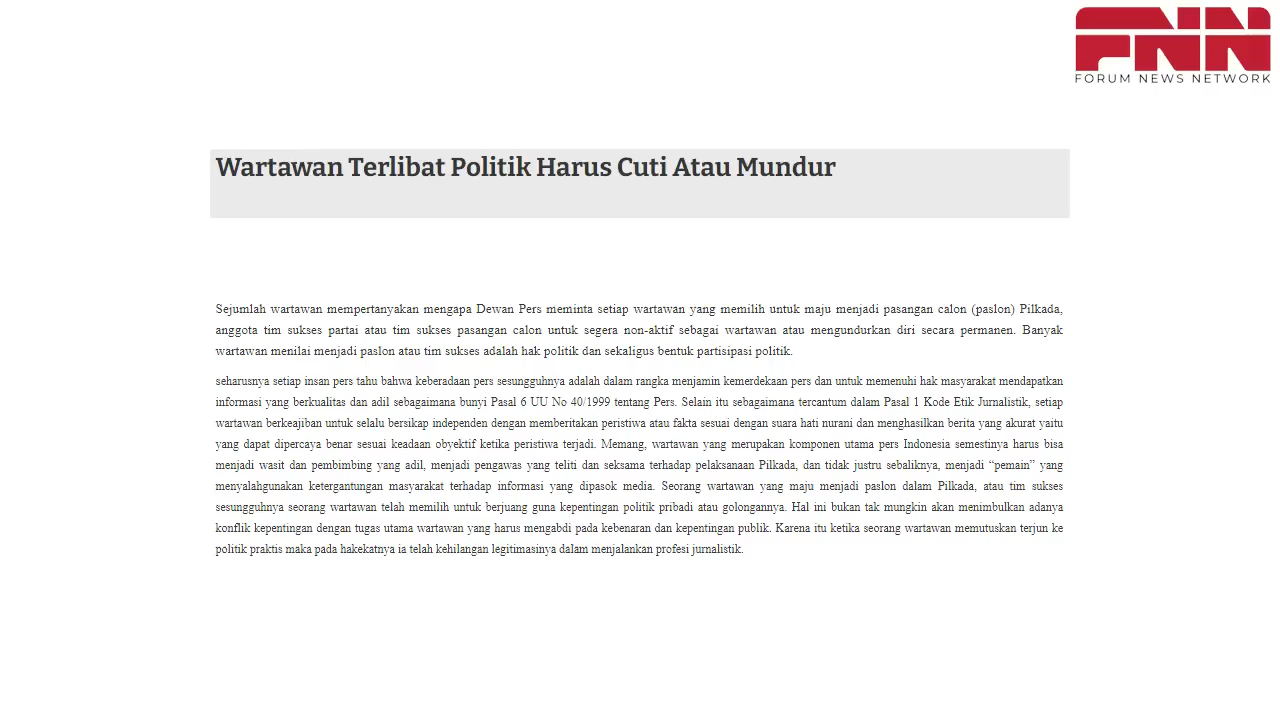 FNN
FORUM NEWS NETWORK
Wartawan Terlibat Politik Harus Cuti Atau Mundur
Sejumlah wartawan mempertanyakan mengapa Dewan Pers meminta setiap wartawan yang memilih untuk maju menjadi pasangan calon (paslon) Pilkada,
anggota tim sukses partai atau tim sukses pasangan calon untuk segera non-aktif sebagai wartawan atau mengundurkan diri secara permanen. Banyak
wartawan menilai menjadi paslon atau tim sukses adalah hak politik dan sekaligus bentuk partisipasi politik.
seharusnya setiap insan pers tahu bahwa keberadaan pers sesungguhnya adalah dalam rangka menjamin kemerdekaan pers dan untuk memenuhi hak masyarakat mendapatkan
informasi yang berkualitas dan adil sebagaimana bunyi Pasal 6 UU No 40/1999 tentang Pers. Selain itu sebagaimana tercantum dalam Pasal 1 Kode Etik Jurnalistik, setiap
wartawan berkeajiban untuk selalu bersikap independen dengan memberitakan peristiwa atau fakta sesuai dengan suara hati nurani dan menghasilkan berita yang akurat yaitu
yang dapat dipercaya benar sesuai keadaan obyektif ketika peristiwa terjadi. Memang, wartawan yang merupakan komponen utama pers Indonesia semestinya harus bisa
menjadi wasit dan pembimbing yang adil, menjadi pengawas yang teliti dan seksama terhadap pelaksanaan Pilkada, dan tidak justru sebaliknya, menjadi “pemain” yang
menyalahgunakan ketergantungan masyarakat terhadap informasi yang dipasok media. Seorang wartawan yang maju menjadi paslon dalam Pilkada, atau tim sukses
sesungguhnya seorang wartawan telah memilih untuk berjuang guna kepentingan politik pribadi atau golongannya. Hal ini bukan tak mungkin akan menimbulkan adanya
konflik kepentingan dengan tugas utama wartawan yang harus mengabdi pada kebenaran dan kepentingan publik. Karena itu ketika seorang wartawan memutuskan terjun ke
politik praktis maka pada hakekatnya ia telah kehilangan legitimasinya dalam menjalankan profesi jurnalistik.